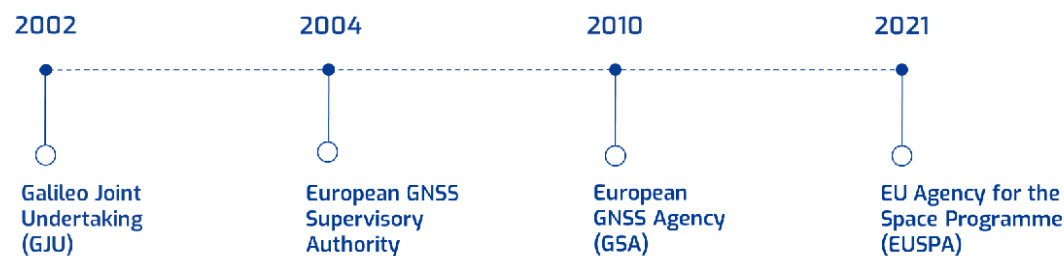 2002
2004
2010
2021
Galileo Joint
Undertaking
(GJU)
European GNSS
Supervisory
Authority
European
GNSS Agency
(GSA)
EU Agency for the
Space Programme
(EUSPA)